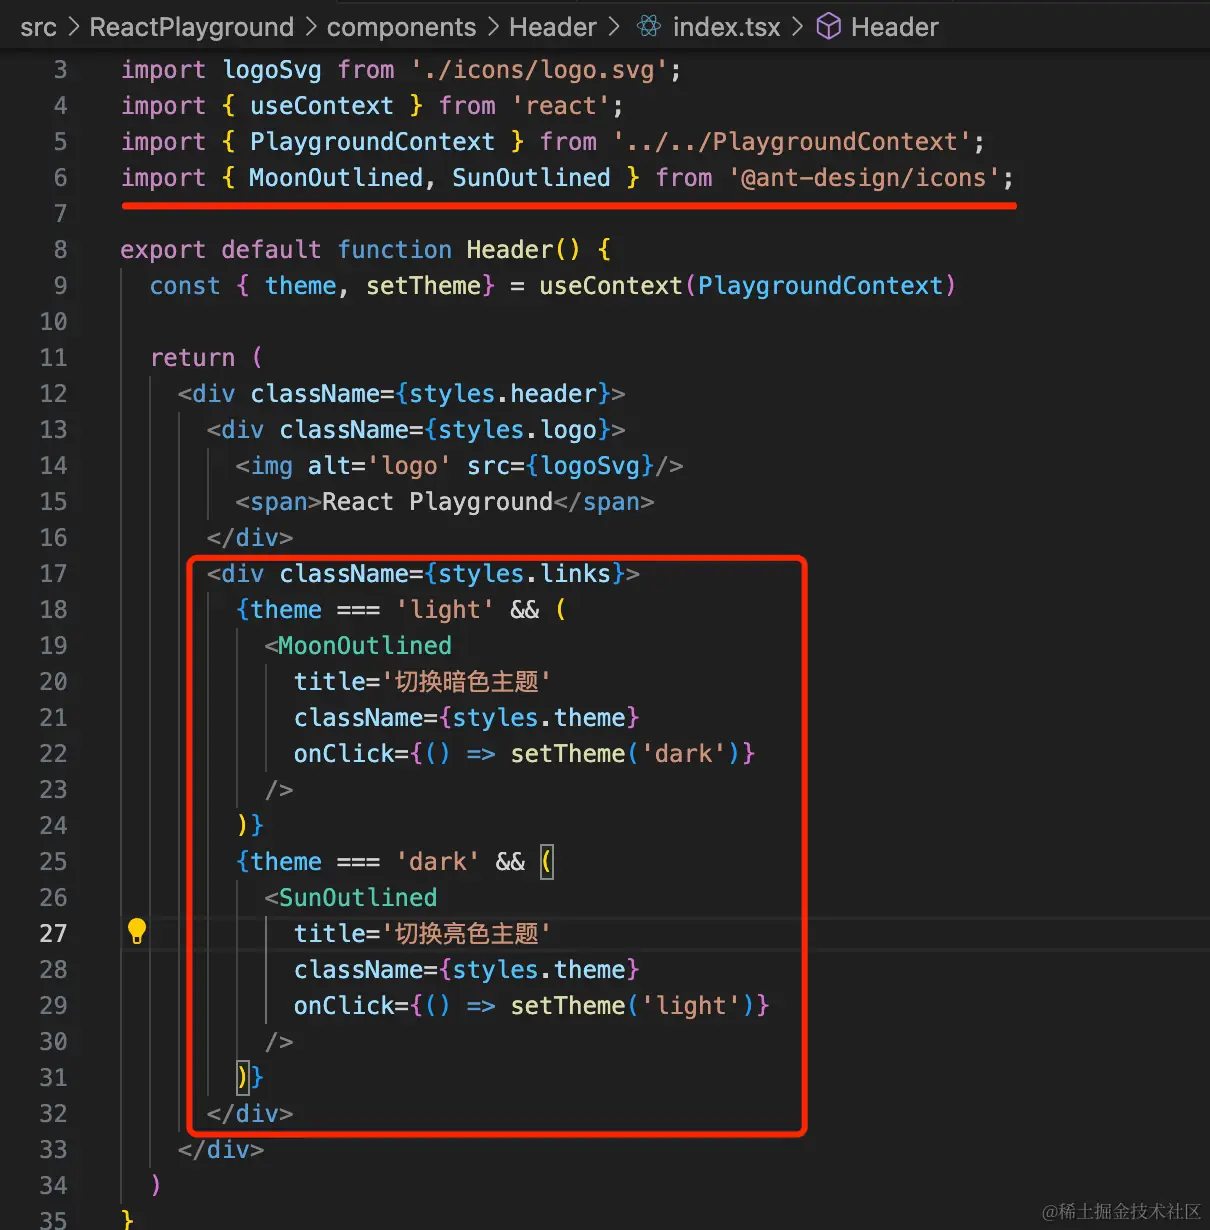 src > ReactPlayground > components > Header > index.tsx > Header
3 import logoSvg from './icons/logo.svg';
4 import { useContext } from 'react';
5 import { PlaygroundContext } from '../../PlaygroundContext';
6 import { MoonOutlined, SunOutlined } from '@ant-design/icons';
7
8 export default function Header() {
9 const { theme, setTheme} = useContext(PlaygroundContext)
10
11 return (
12 <div className={styles.header}>
13 <div className={styles.logo}>
14 <img alt='logo' src={logoSvg}/>
15 <span>React Playground</span>
16 </div>
17 <div className={styles.links}>
18 {theme === 'light' && (
19 <MoonOutlined
20 title='切换暗色主题'
21 className={styles.theme}
22 onClick={() => setTheme('dark')}
23 />
24 )}
25 {theme === 'dark' && (
26 <SunOutlined
27 title='切换亮色主题'
28 className={styles.theme}
29 onClick={() => setTheme('light')}
30 />
31 )}
32 </div>
33 </div>
34 )
35 }
@稀土掘金技术社区